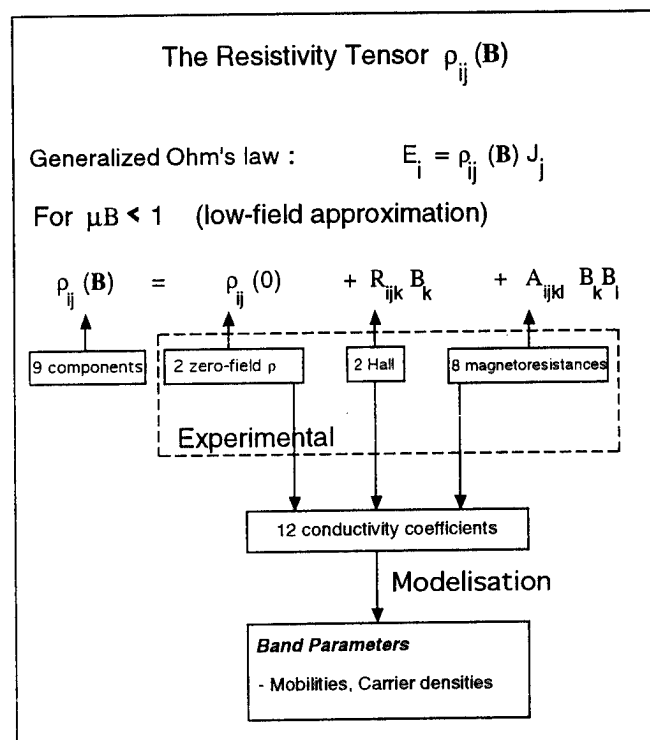 The Resistivity Tensor ρij (B)
Generalized Ohm's law : Ei = ρij (B) Jj
For μB < 1 (low-field approximation)
ρij (B) = ρij (0) + Rijk Bk + Aijkl BkBl
9 components 2 zero-field ρ 2 Hall 8 magnetoresistances
Experimental
12 conductivity coefficients
Modelisation
Band Parameters
- Mobilities, Carrier densities